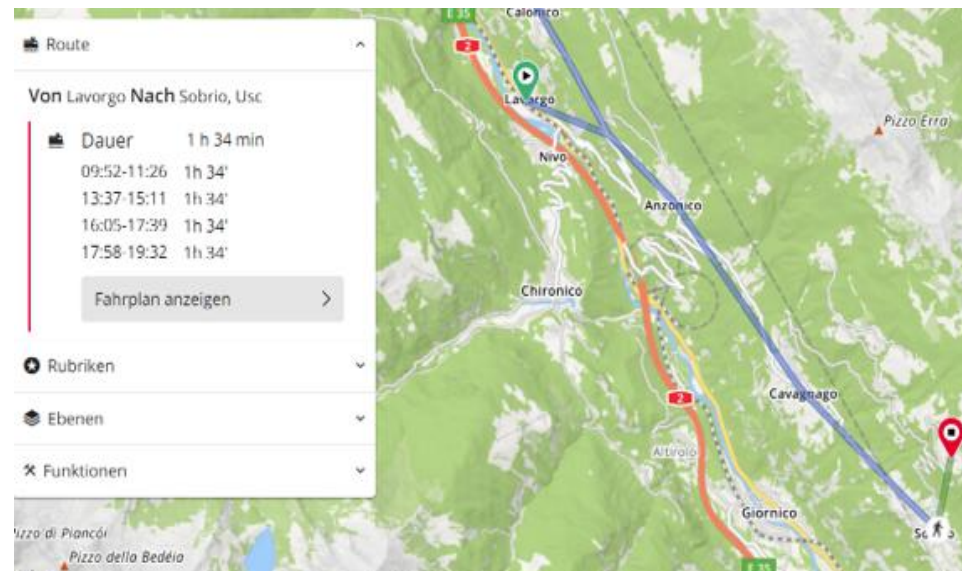 Route
Von Lavorgo Nach Sobrio, Usc
Dauer 1 h 34 min
09:52-11:26 1h 34'
13:37-15:11 1h 34'
16:05-17:39 1h 34'
17:58-19:32 1h 34'
Fahrplan anzeigen
Rubriken
Ebenen
Funktionen
E 35
Calonico
2
Lavorgo
Pizzo Erra
Nivo
Anzonico
Chironico
2
Cavagnago
Altirolo
Giornico
di Piancòi
Pizzo della Bedéia
E 35